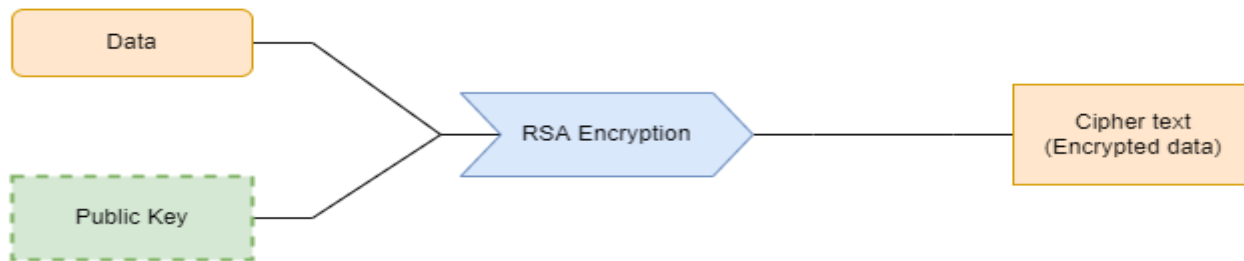 Data
Public Key
RSA Encryption
Cipher text
(Encrypted data)